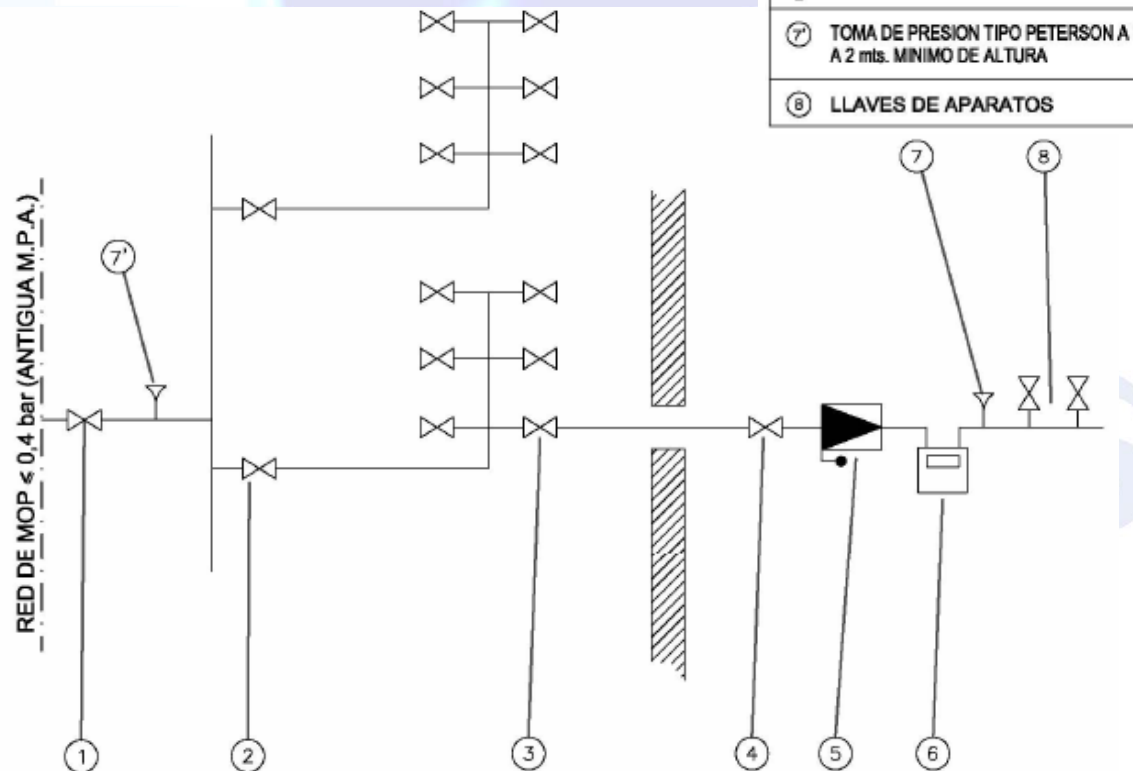 7' TOMA DE PRESION TIPO PETERSON A
A 2 mts. MINIMO DE ALTURA
8 LLAVES DE APARATOS
7
8
7'
RED DE MOP ≤ 0,4 bar (ANTIGUA M.P.A.)
1
2
3
4
5
6